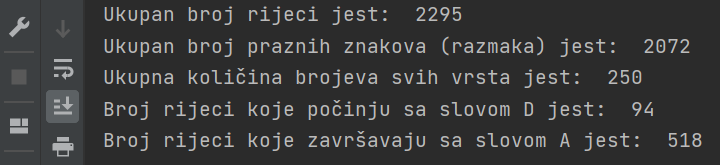 Ukupan broj rijeci jest:  2295
Ukupan broj praznih znakova (razmaka) jest:  2072
Ukupna količina brojeva svih vrsta jest:  250
Broj rijeci koje počinju sa slovom D jest:  94
Broj rijeci koje završavaju sa slovom A jest:  518